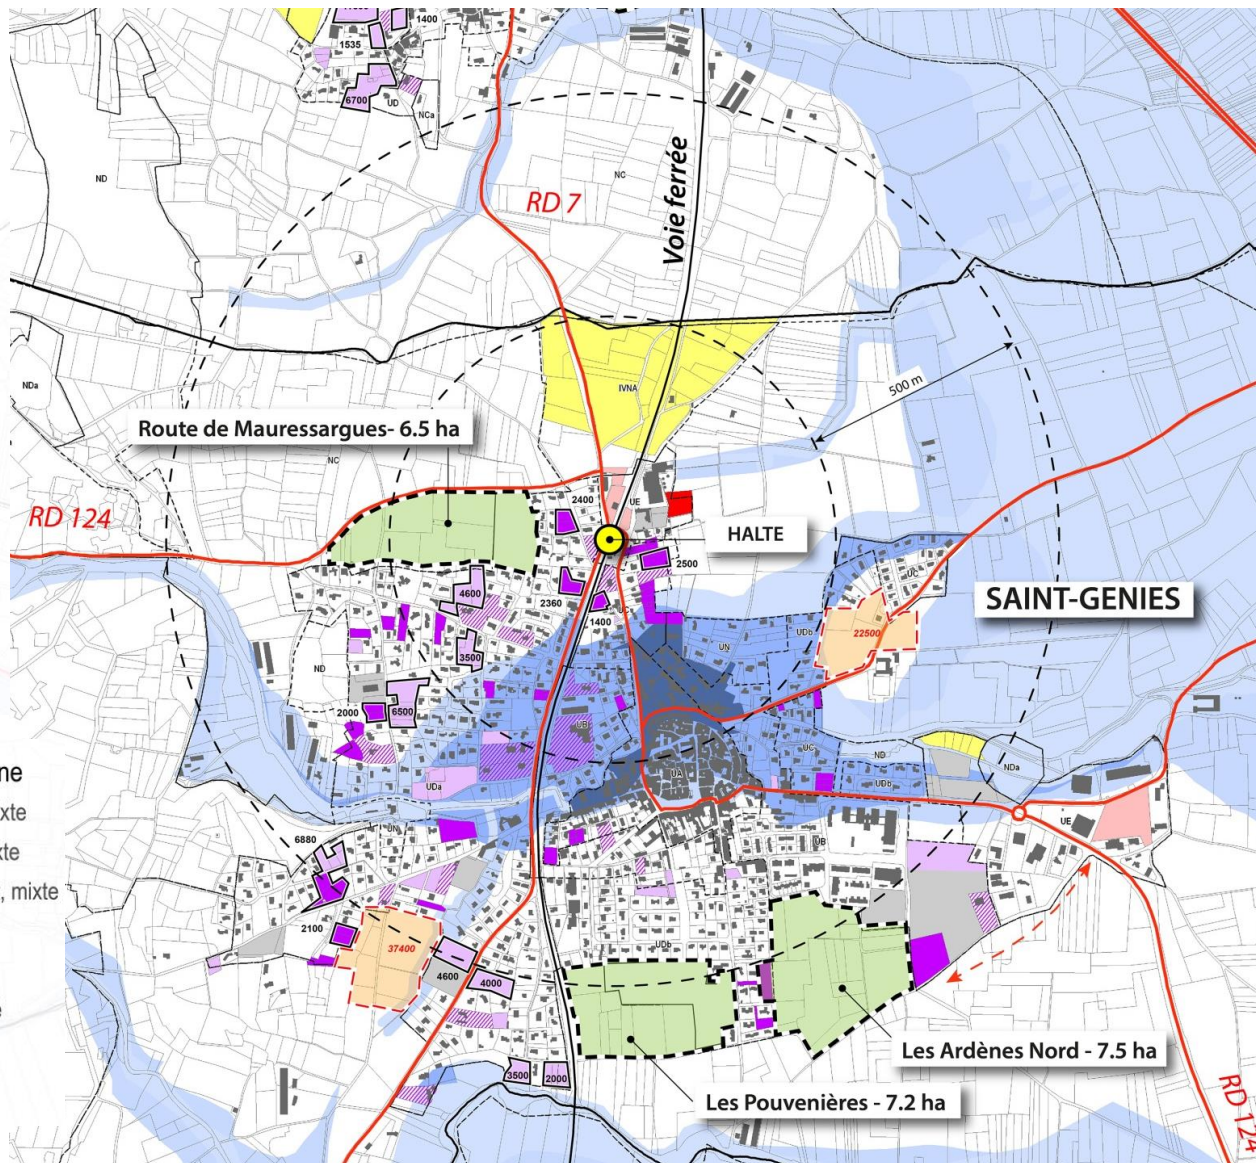 1400
1535
6700
UD
NCa
ND
NC
Voie ferrée
RD 7
NDa
IVNA
500 m
Route de Mauressargues- 6.5 ha
NC
2400
UE
RD 124
HALTE
2500
UC
4600
2360
1400
SAINT-GENIES
22500
UN
UDb
3500
ND
2000
6500
UB
UC
ND
NDa
UA
UDa
UDb
ne
xte
xte
, mixte
UE
6880
UN
UB
2100
37400
UDb
4600
4000
Les Ardènes Nord - 7.5 ha
3500
2000
Les Pouvenières - 7.2 ha
RD 124